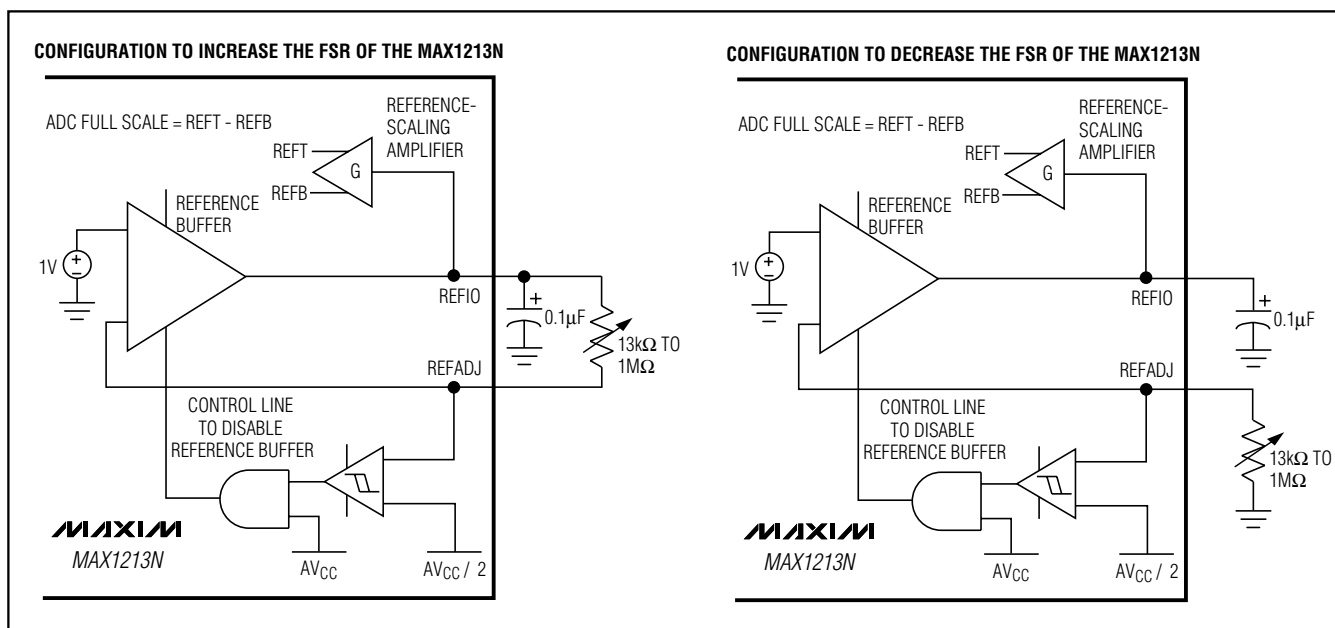 CONFIGURATION TO INCREASE THE FSR OF THE MAX1213N
ADC FULL SCALE = REFT - REFB
REFERENCE-
SCALING
AMPLIFIER
REFT
G
REFB
REFERENCE
BUFFER
1V
+
−
REFIO
+
0.1µF
13kΩ TO
1MΩ
REFADJ
CONTROL LINE
TO DISABLE
REFERENCE BUFFER
MAXIM
MAX1213N
AVCC
AVCC / 2
CONFIGURATION TO DECREASE THE FSR OF THE MAX1213N
ADC FULL SCALE = REFT - REFB
REFERENCE-
SCALING
AMPLIFIER
REFT
G
REFB
REFERENCE
BUFFER
1V
+
−
REFIO
+
0.1µF
REFADJ
13kΩ TO
1MΩ
CONTROL LINE
TO DISABLE
REFERENCE BUFFER
MAXIM
MAX1213N
AVCC
AVCC / 2